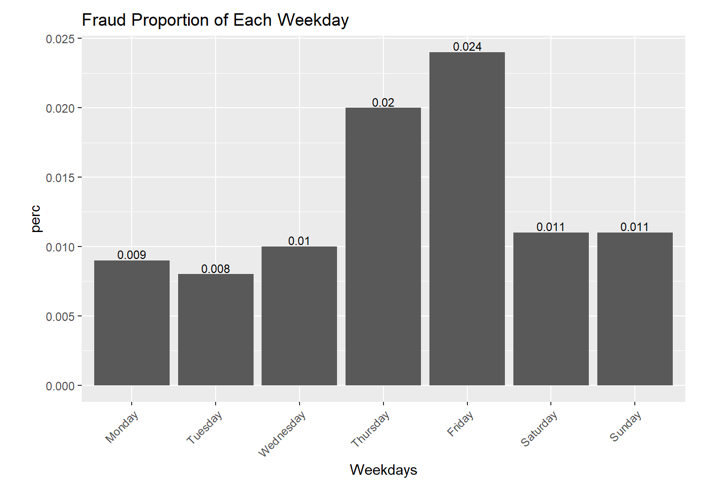 Fraud Proportion of Each Weekday
perc
0.025
0.020
0.015
0.010
0.005
0.000
0.009
0.008
0.01
0.02
0.024
0.011
0.011
Monday
Tuesday
Wednesday
Thursday
Friday
Saturday
Sunday
Weekdays